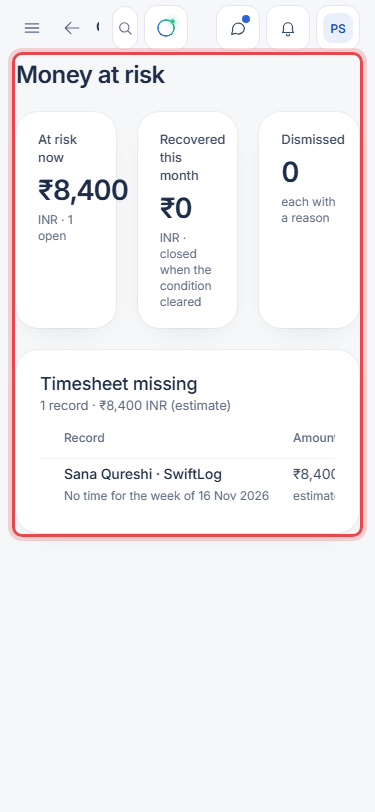 PS
Money at risk
At risk
now
₹8,400
INR · 1
open
Recovered
this
month
₹0
INR ·
closed
when the
condition
cleared
Dismissed
0
each with
a reason
Timesheet missing
1 record · ₹8,400 INR (estimate)
Record
Amount
Sana Qureshi · SwiftLog
₹8,400
No time for the week of 16 Nov 2026
estimate